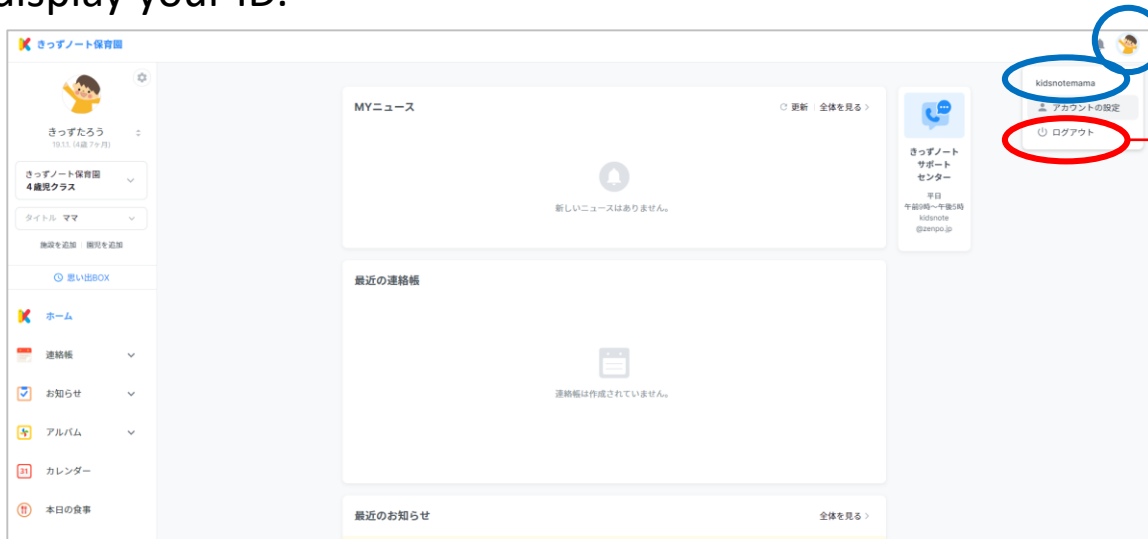 display your ID.
きっずノート保育園
kidsnotemama
アカウントの設定
ログアウト
きっずたろう
19.1.1. (4歳 7ヶ月)
きっずノート保育園
4歳児クラス
タイトル ママ
施設を追加 | 園児を追加
思い出BOX
ホーム
連絡帳
お知らせ
アルバム
31 カレンダー
本日の食事
MYニュース
更新 | 全体を見る >
新しいニュースはありません。
最近の連絡帳
連絡帳は作成されていません。
最近のお知らせ
全体を見る >
きっずノート
サポート
センター
平日
午前9時~午後5時
kidsnote
@zenpo.jp